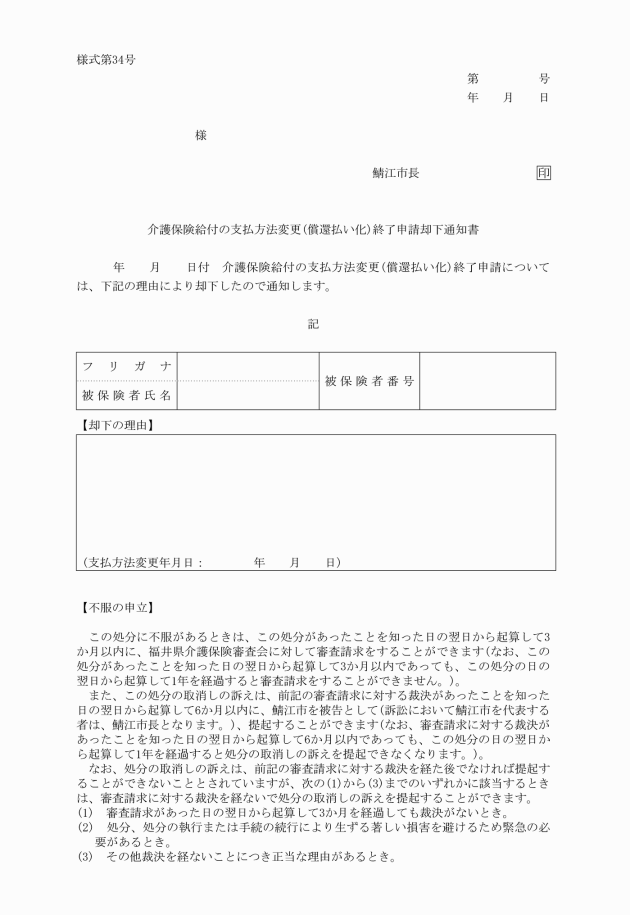 様式第34号
第　　　　　号
年　　月　　日
様
鯖江市長　　　　　　　　　　印
介護保険給付の支払方法変更(償還払い化)終了申請却下通知書
年　　月　　日付　介護保険給付の支払方法変更(償還払い化)終了申請について
は、下記の理由により却下したので通知します。
記
フリガナ
被保険者氏名
被保険者番号
【却下の理由】
(支払方法変更年月日：　　　　年　　月　　日)
【不服の申立】
この処分に不服があるときは、この処分があったことを知った日の翌日から起算して3
か月以内に、福井県介護保険審査会に対して審査請求をすることができます(なお、この
処分があったことを知った日の翌日から起算して3か月以内であっても、この処分の日の
翌日から起算して1年を経過すると審査請求をすることができません。)。
また、この処分の取消しの訴えは、前記の審査請求に対する裁決があったことを知った
日の翌日から起算して6か月以内に、鯖江市を被告として(訴訟において鯖江市を代表する
者は、鯖江市長となります。)、提起することができます(なお、審査請求に対する裁決が
あったことを知った日の翌日から起算して6か月以内であっても、この処分の日の翌日か
ら起算して1年を経過すると処分の取消しの訴えを提起できなくなります。)。
なお、処分の取消しの訴えは、前記の審査請求に対する裁決を経た後でなければ提起す
ることができないこととされていますが、次の(1)から(3)までのいずれかに該当するとき
は、審査請求に対する裁決を経ないで処分の取消しの訴えを提起することができます。
(1)　審査請求があった日の翌日から起算して3か月を経過しても裁決がないとき。
(2)　処分、処分の執行または手続の続行により生ずる著しい損害を避けるため緊急の必
要があるとき。
(3)　その他裁決を経ないことにつき正当な理由があるとき。